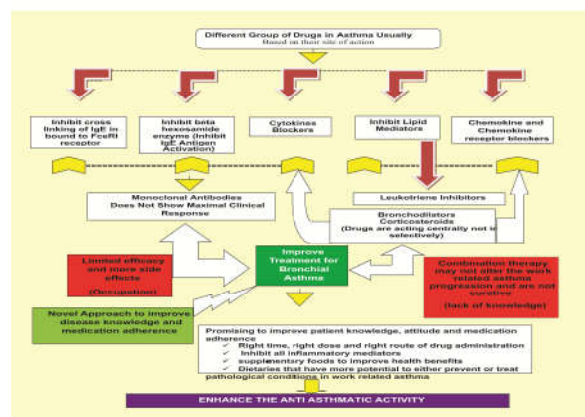 Different Group of Drugs in Asthma Usually
Based on their site of action
Inhibit cross
linking of IgE in
bound to FceRI
receptor
Inhibit beta
hexosamide
enzyme (Inhibit
IgE Antigen
Activation)
Cytokines
Blockers
Inhibit Lipid
Mediators
Chemokine and
Chemokine
receptor blockers
Monoclonal Antibodies
Does Not Show Maximal Clinical
Response
Leukotriene Inhibitors
Bronchodilators
Corticosteroids
(Drugs are acting centrally not in
selectively)
Limited efficacy
and more side
effects
(Occupation)
Improve
Treatment for
Bronchial
Asthma
Combination therapy
may not alter the work
related asthma
progression and are not
curative
(lack of knowledge)
Novel Approach to improve
disease knowledge and
medication adherence
Promising to improve patient knowledge, attitude and medication
adherence
✓ Right time, right dose and right route of drug administration
✓ Inhibit all inflammatory mediators
✓ supplementary foods to improve health benefits
✓ Dietaries that have more potential to either prevent or treat
pathological conditions in work related asthma
ENHANCE THE ANTI ASTHMATIC ACTIVITY